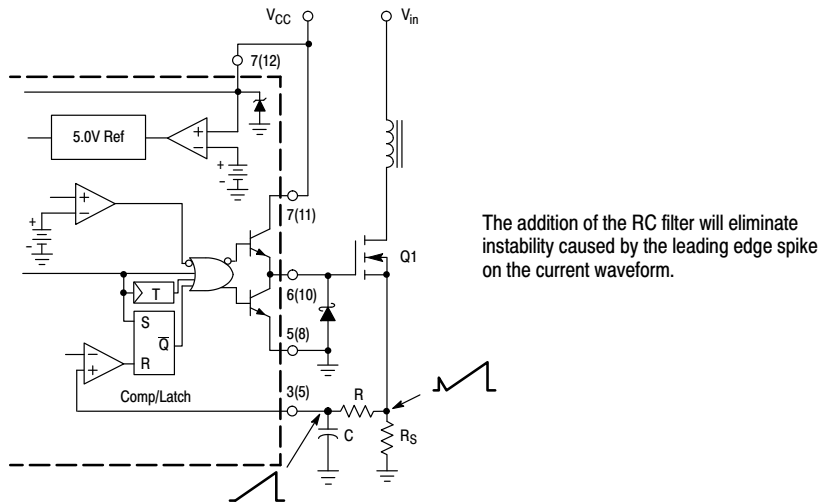 VCC
Vin
7(12)
5.0V Ref
+
-
+
-
7(11)
+
-
+
-
Q1
The addition of the RC filter will eliminate
instability caused by the leading edge spike
on the current waveform.
T
6(10)
S
Q
R
5(8)
-
+
Comp/Latch
3(5)
R
C
RS